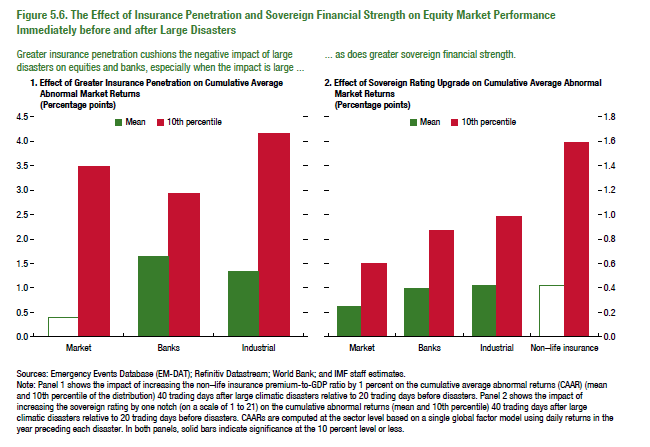 Figure 5.6. The Effect of Insurance Penetration and Sovereign Financial Strength on Equity Market Performance
Immediately before and after Large Disasters
Greater insurance penetration cushions the negative impact of large
disasters on equities and banks, especially when the impact is large ...
... as does greater sovereign financial strength.
1. Effect of Greater Insurance Penetration on Cumulative Average
Abnormal Market Returns
(Percentage points)
Mean 10th percentile
4.5
4.0
3.5
3.0
2.5
2.0
1.5
1.0
0.5
0.0
Market Banks Industrial
2. Effect of Sovereign Rating Upgrade on Cumulative Average Abnormal
Market Returns
(Percentage points)
Mean 10th percentile
1.8
1.6
1.4
1.2
1.0
0.8
0.6
0.4
0.2
0.0
Market Banks Industrial Non–life insurance
Sources: Emergency Events Database (EM-DAT); Refinitiv Datastream; World Bank; and IMF staff estimates.
Note: Panel 1 shows the impact of increasing the non–life insurance premium-to-GDP ratio by 1 percent on the cumulative average abnormal returns (CAAR) (mean
and 10th percentile of the distribution) 40 trading days after large climatic disasters relative to 20 trading days before disasters. Panel 2 shows the impact of
increasing the sovereign rating by one notch (on a scale of 1 to 21) on the cumulative abnormal returns (mean and 10th percentile) 40 trading days after large
climatic disasters relative to 20 trading days before disasters. CAARs are computed at the sector level based on a single global factor model using daily returns in the
year preceding each disaster. In both panels, solid bars indicate significance at the 10 percent level or less.